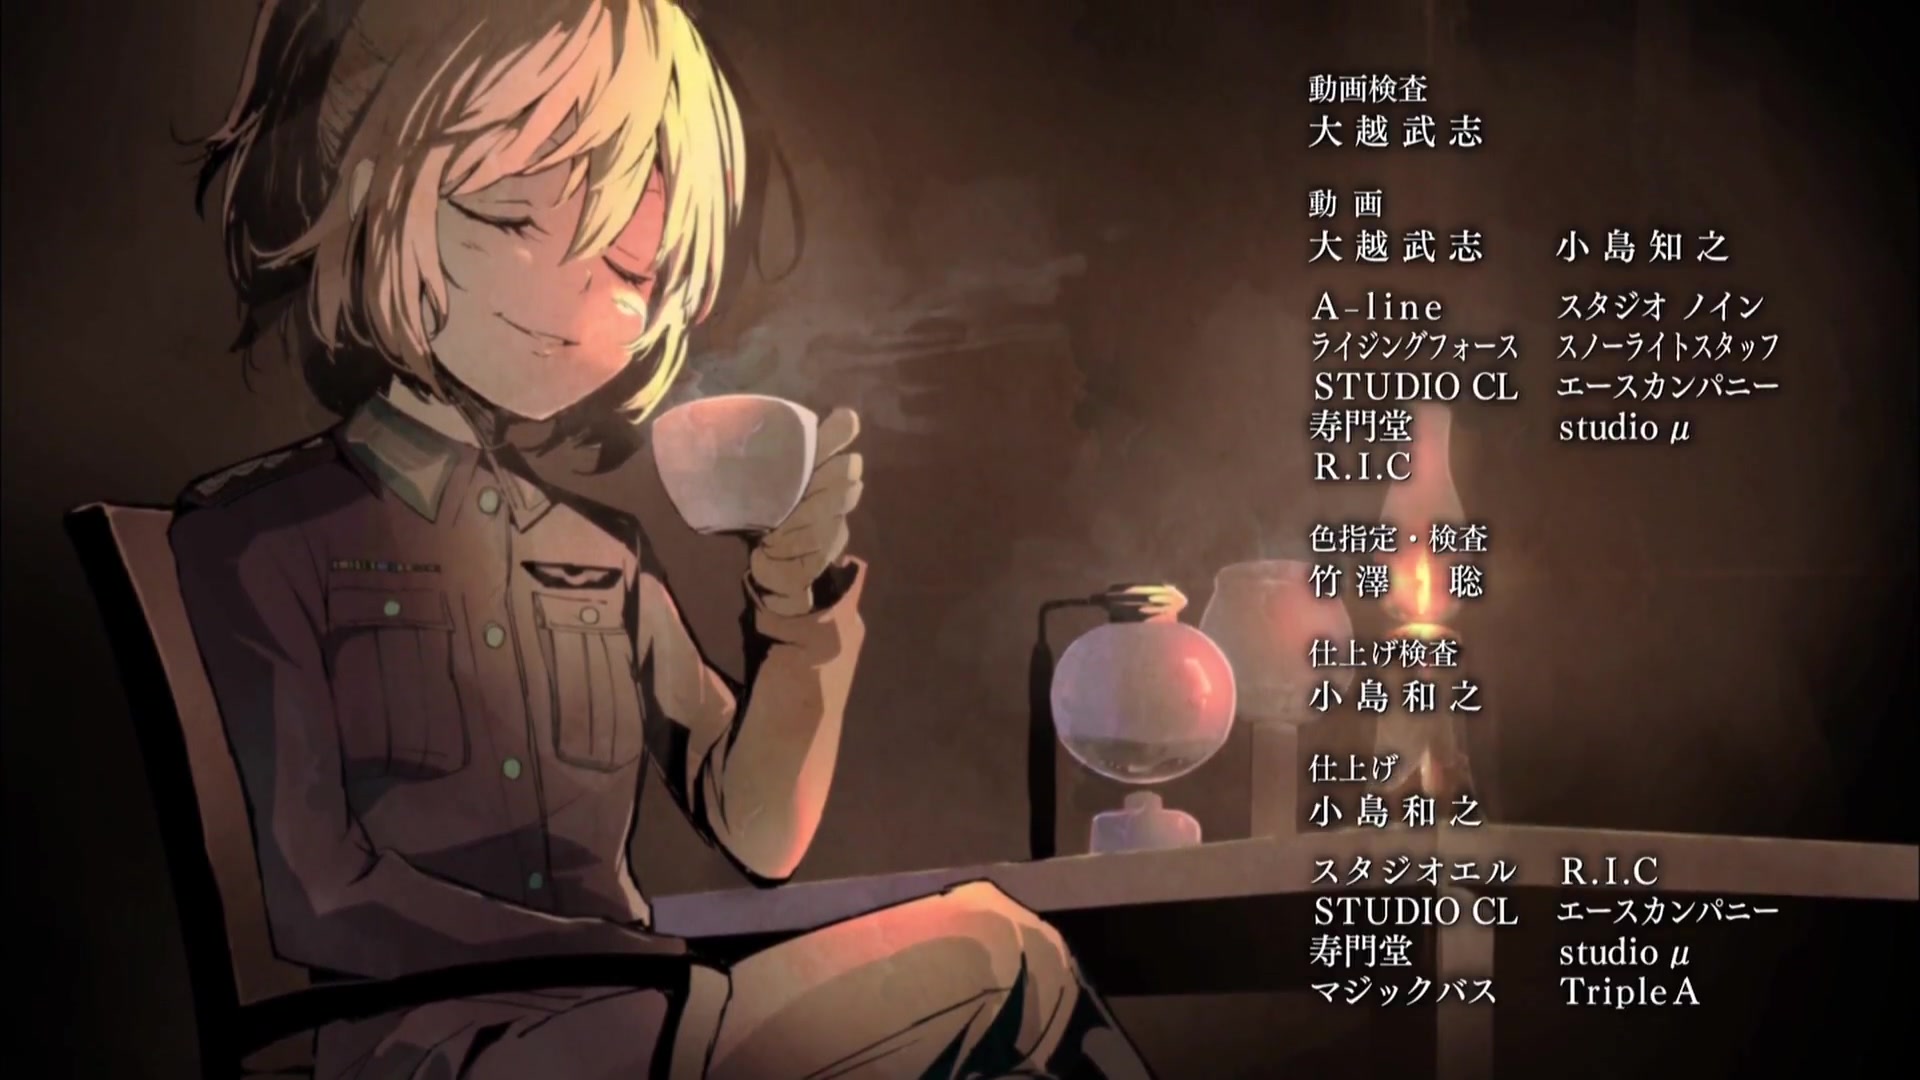 動画検査
大越武志
動画
大越武志 小島知之
A-line スタジオ ノイン
ライジングフォース スノーライトスタッフ
STUDIO CL エースカンパニー
寿門堂 studio μ
R.I.C
色指定・検査
竹澤 聡
仕上げ検査
小島和之
仕上げ
小島和之
スタジオエル R.I.C
STUDIO CL エースカンパニー
寿門堂 studio μ
マジックバス TripleA